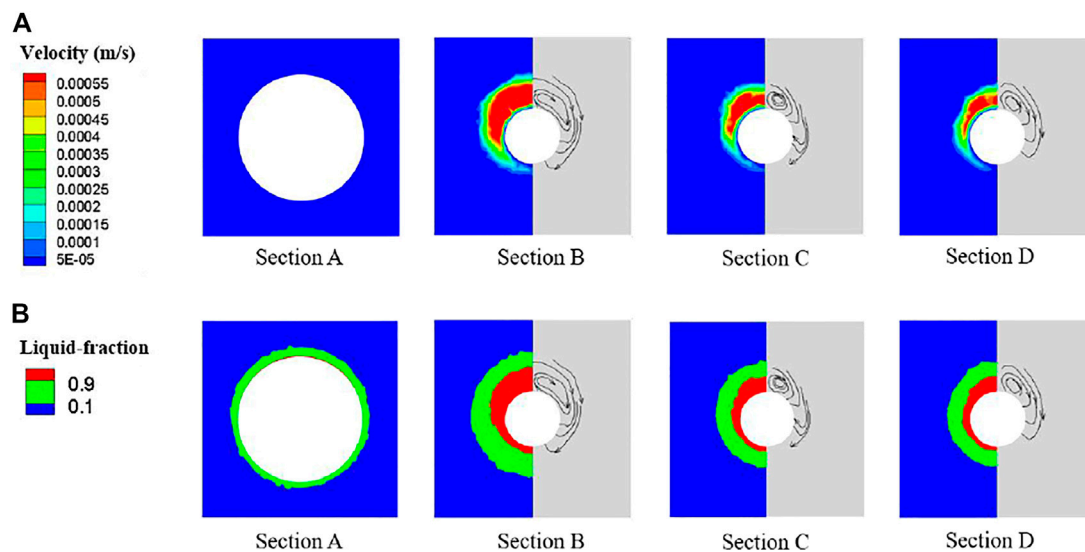 A
Velocity (m/s)
0.00055
0.0005
0.00045
0.0004
0.00035
0.0003
0.00025
0.0002
0.00015
0.0001
5E-05
Section A
Section B
Section C
Section D
B
Liquid-fraction
0.9
0.1
Section A
Section B
Section C
Section D